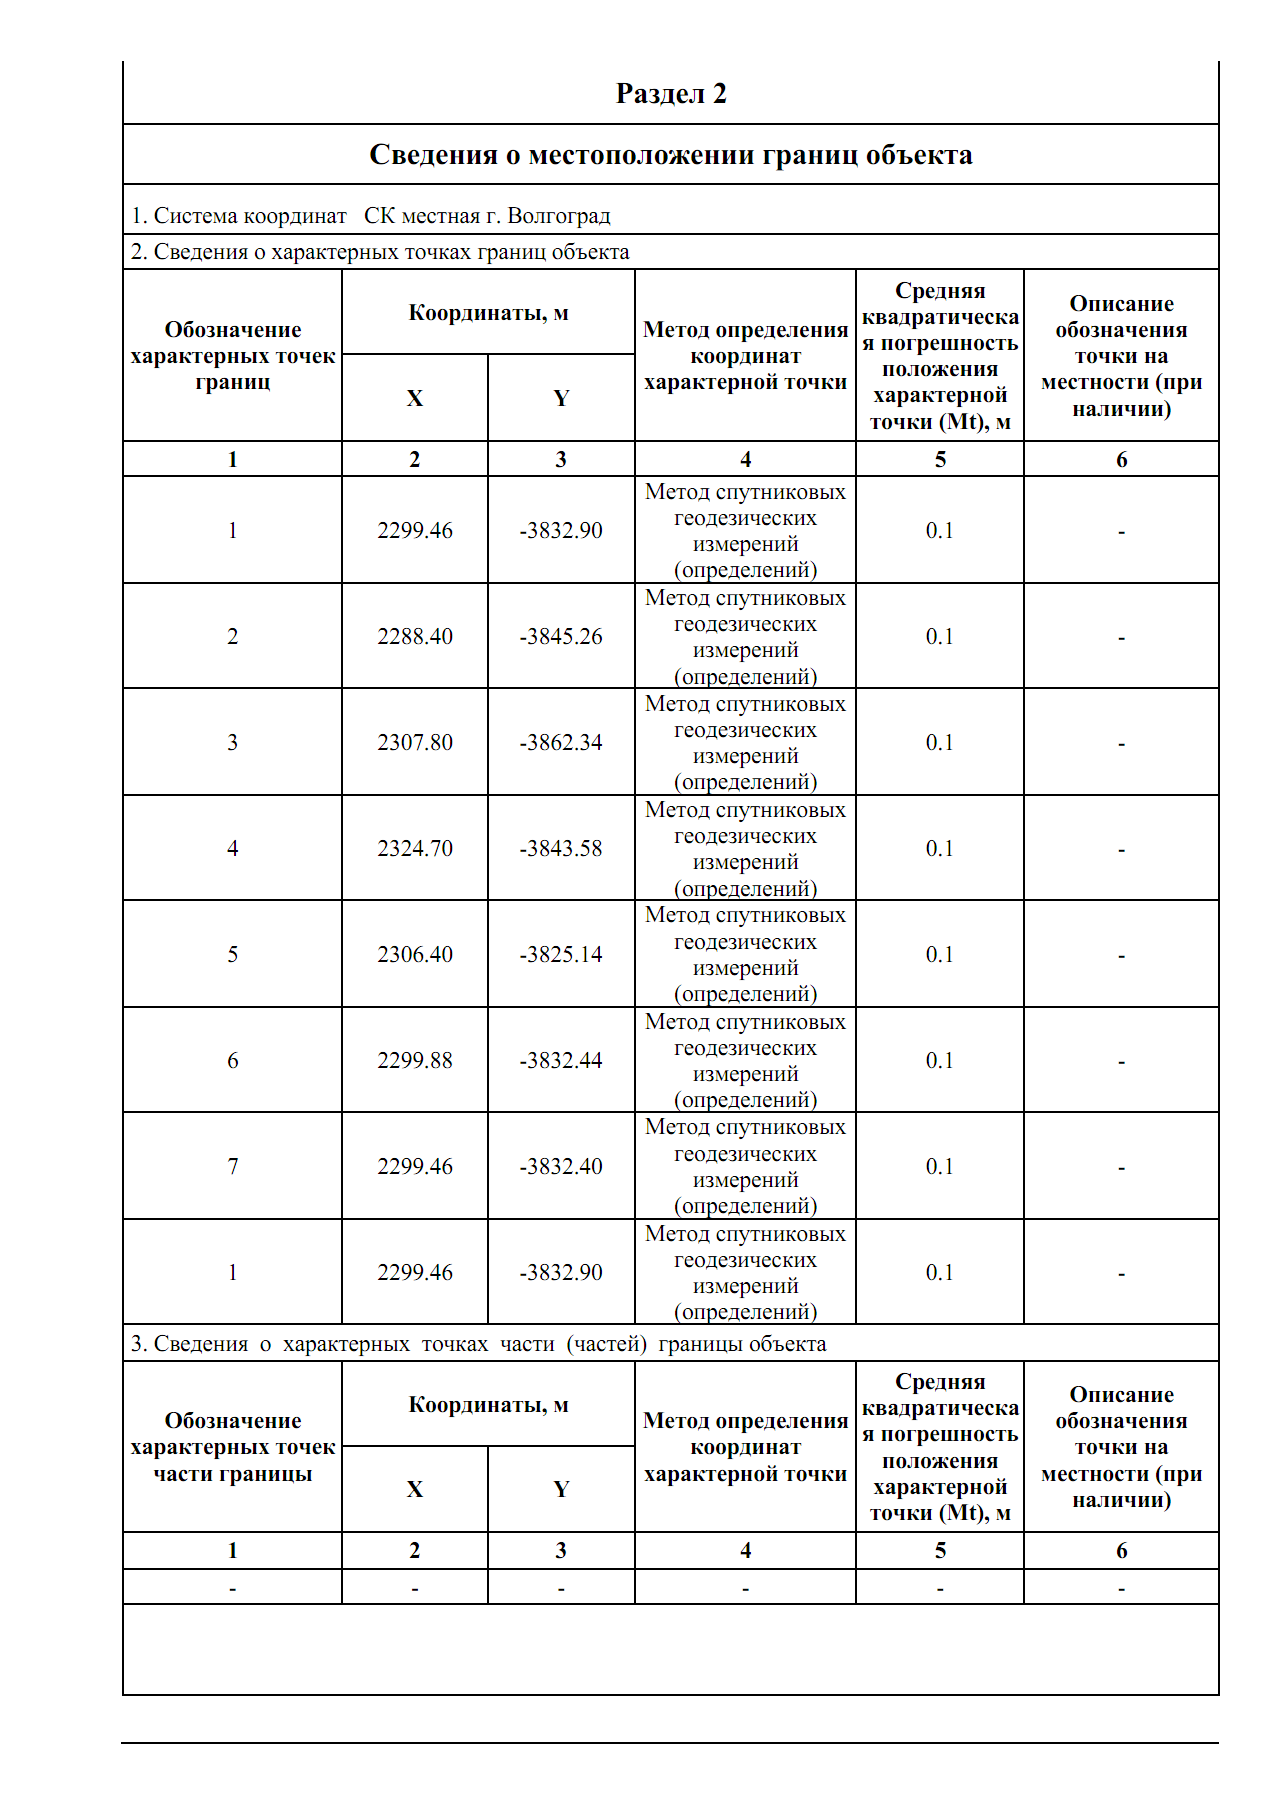 Раздел 2
Сведения о местоположении границ объекта
1. Система координат СК местная г. Волгоград
2. Сведения о характерных точках границ объекта
Обозначение
характерных точек
границ
Координаты, м
X
Y
Метод определения
координат
характерной точки
Средняя
квадратическа
я погрешность
положения
характерной
точки (Mt), м
Описание
обозначения
точки на
местности (при
наличии)
1 2 3 4 5 6
Метод спутниковых
геодезических
1 2299.46 -3832.90 0.1 -
измерений
(определений)
Метод спутниковых
геодезических
2 2288.40 -3845.26 0.1 -
измерений
(определений)
Метод спутниковых
геодезических
3 2307.80 -3862.34 0.1 -
измерений
(определений)
Метод спутниковых
геодезических
4 2324.70 -3843.58 0.1 -
измерений
(определений)
Метод спутниковых
геодезических
5 2306.40 -3825.14 0.1 -
измерений
(определений)
Метод спутниковых
геодезических
6 2299.88 -3832.44 0.1 -
измерений
(определений)
Метод спутниковых
геодезических
7 2299.46 -3832.40 0.1 -
измерений
(определений)
Метод спутниковых
геодезических
1 2299.46 -3832.90 0.1 -
измерений
(определений)
3. Сведения о характерных точках части (частей) границы объекта
Обозначение
характерных точек
части границы
Координаты, м
X
Y
Метод определения
координат
характерной точки
Средняя
квадратическа
я погрешность
положения
характерной
точки (Mt), м
Описание
обозначения
точки на
местности (при
наличии)
1 2 3 4 5 6
- - - - - -